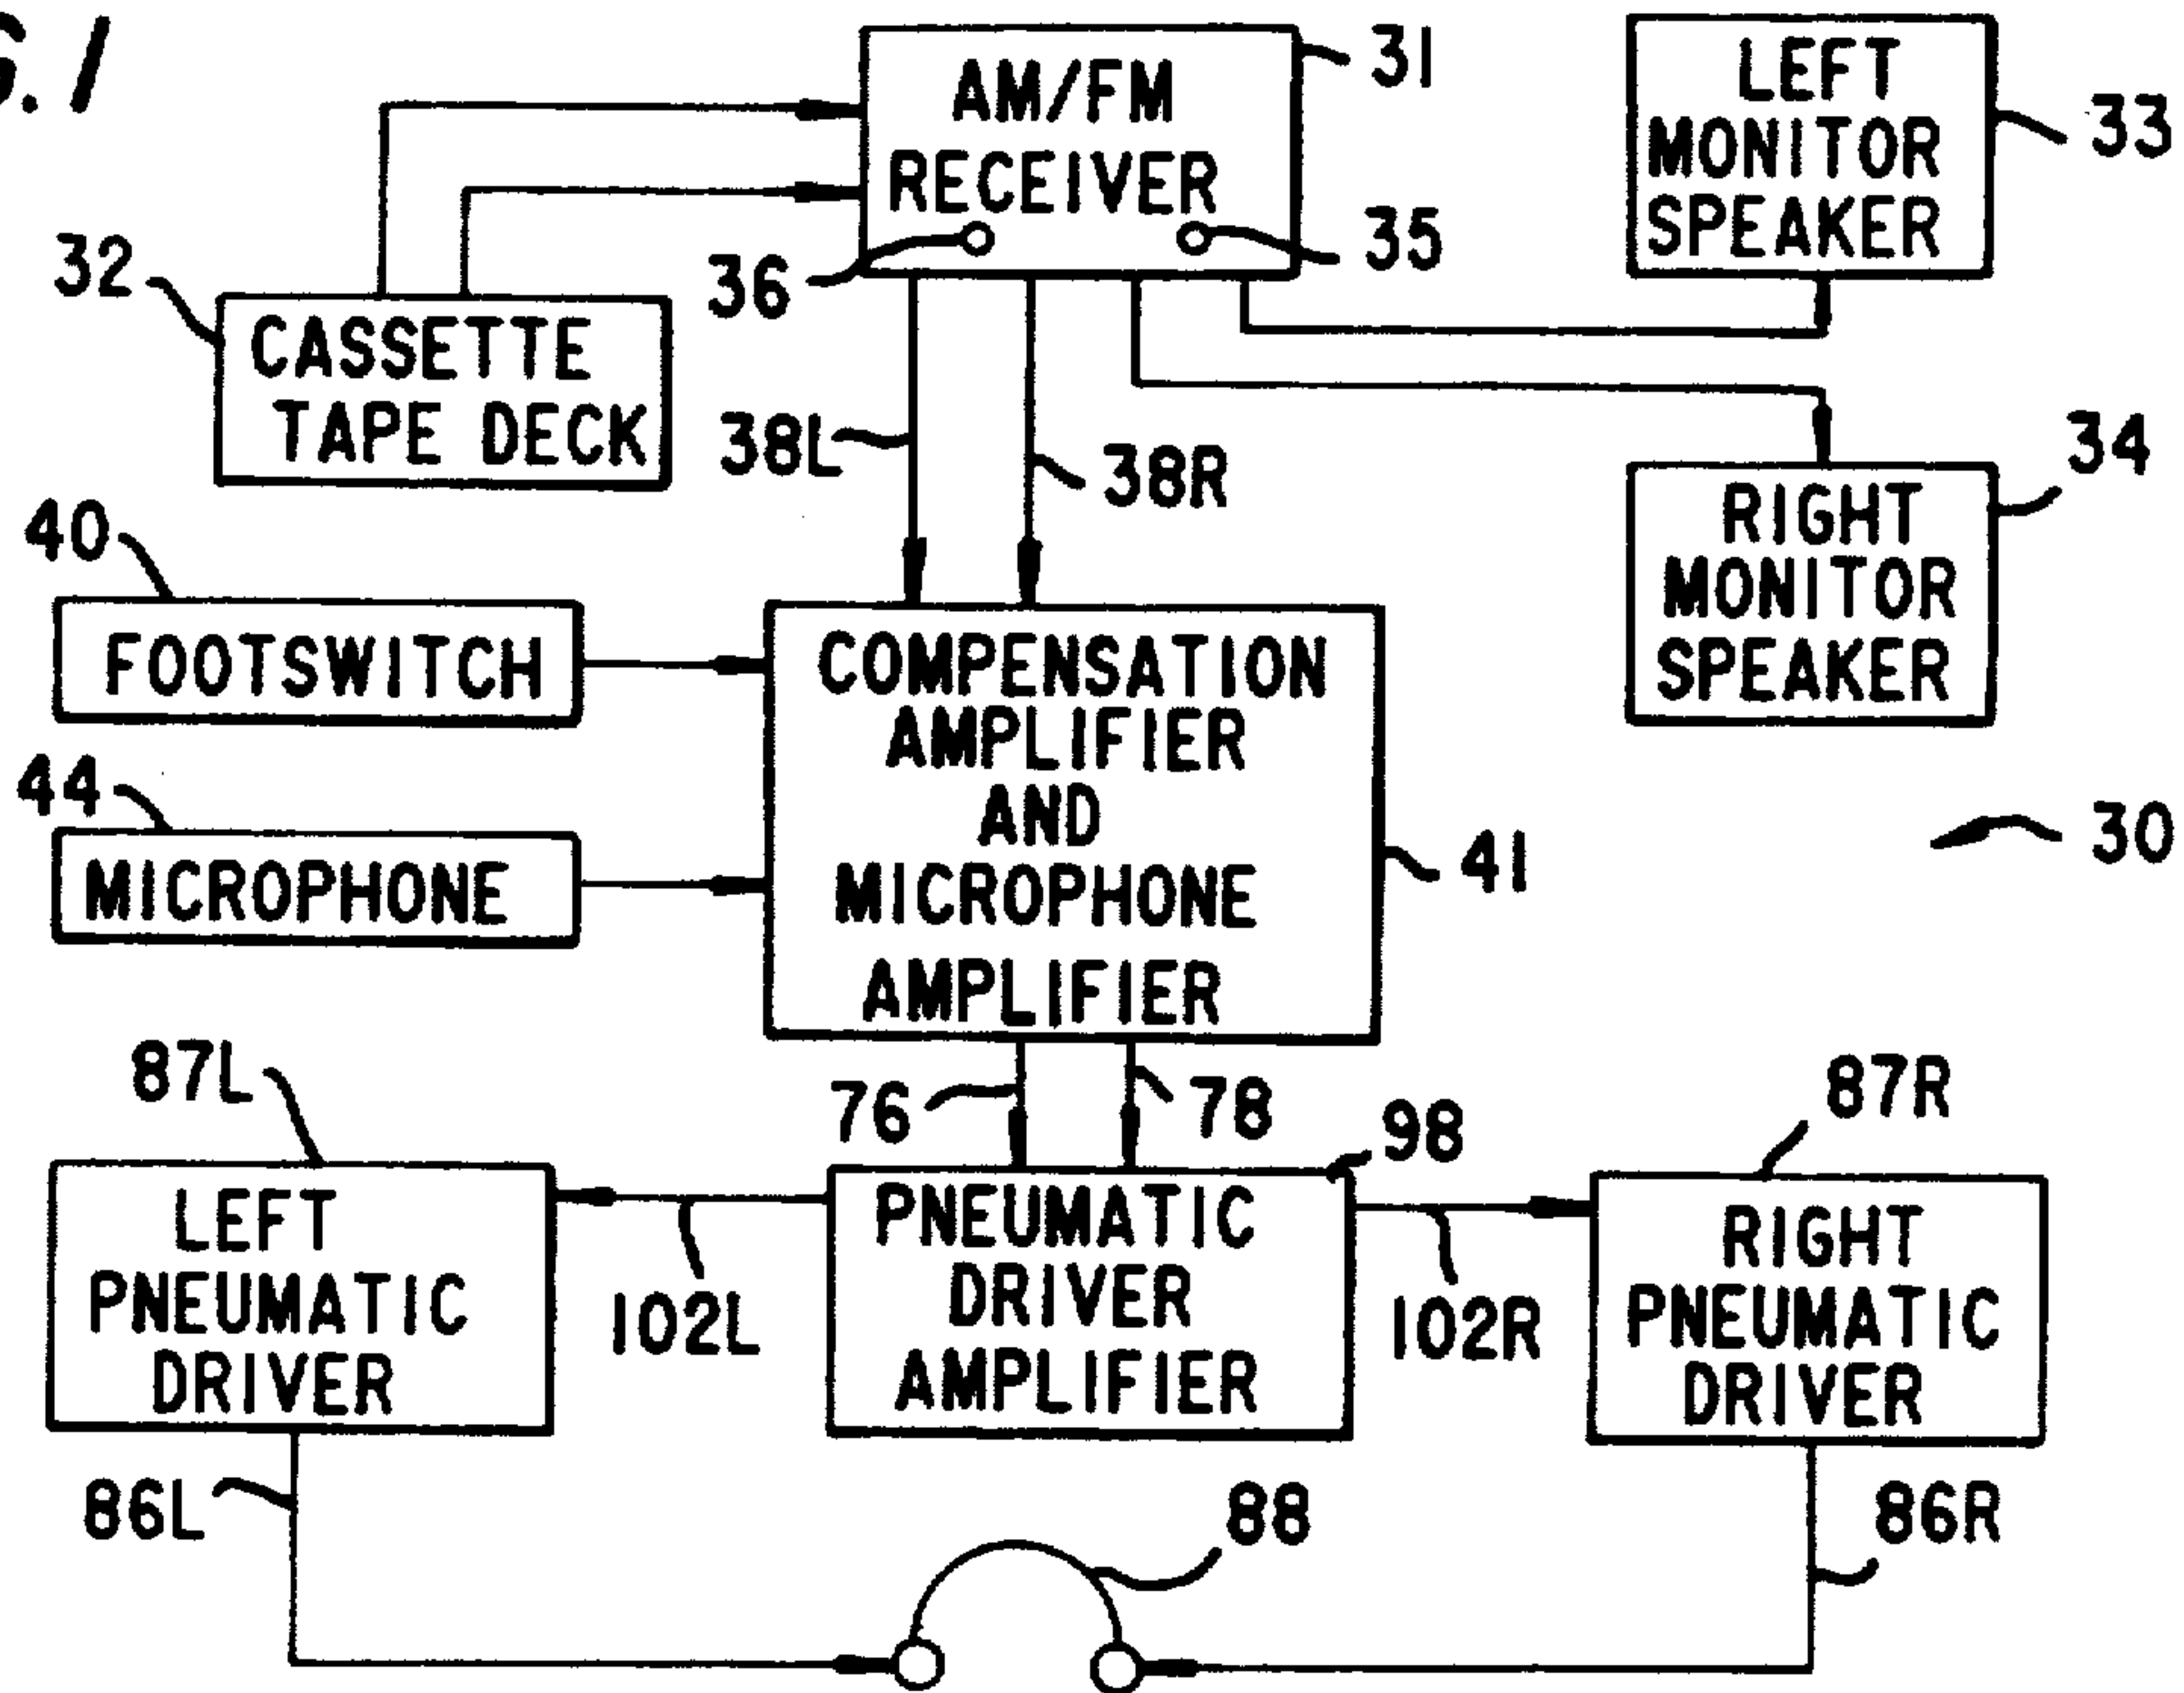 G. 1
AM/FM
RECEIVER
31
LEFT
MONITOR
SPEAKER
33
32
36
35
CASSETTE
TAPE DECK
38L
38R
34
RIGHT
MONITOR
SPEAKER
40
FOOTSWITCH
COMPENSATION
AMPLIFIER
AND
MICROPHONE
AMPLIFIER
44
MICROPHONE
41
30
87L
76
78
98
87R
LEFT
PNEUMATIC
DRIVER
102L
PNEUMATIC
DRIVER
AMPLIFIER
102R
RIGHT
PNEUMATIC
DRIVER
86L
88
86R